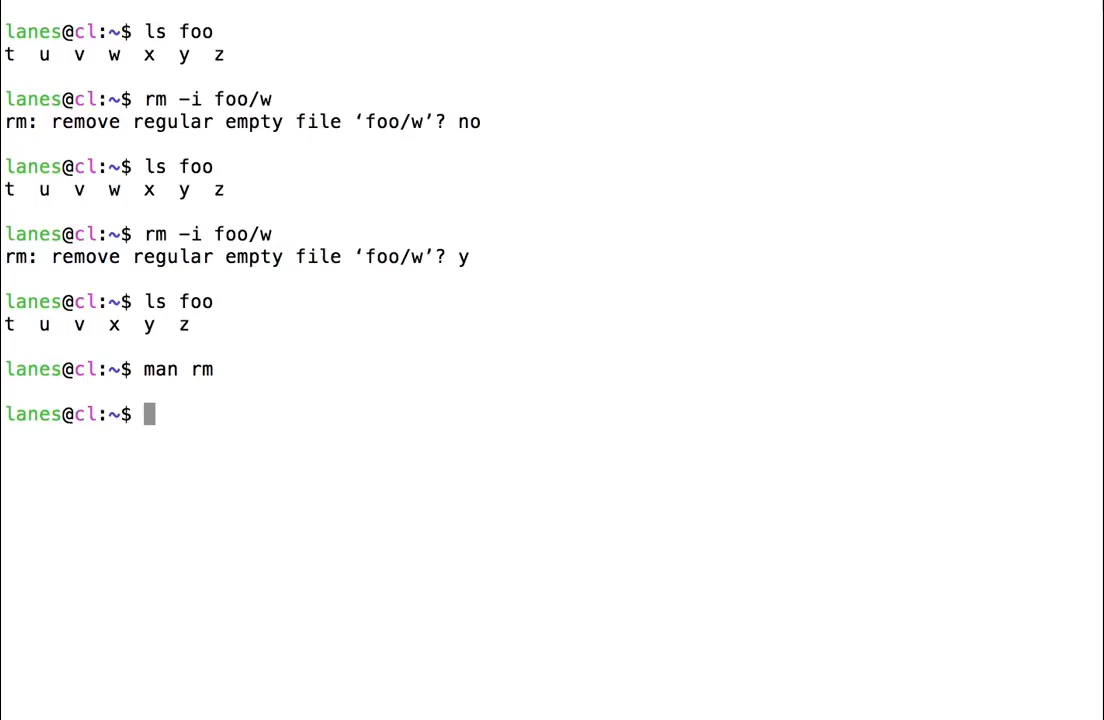 lanes@cl:~$ ls foo
t  u  v  w  x  y  z
lanes@cl:~$ rm -i foo/w
rm: remove regular empty file ‘foo/w’? no
lanes@cl:~$ ls foo
t  u  v  w  x  y  z
lanes@cl:~$ rm -i foo/w
rm: remove regular empty file ‘foo/w’? y
lanes@cl:~$ ls foo
t  u  v  x  y  z
lanes@cl:~$ man rm
lanes@cl:~$